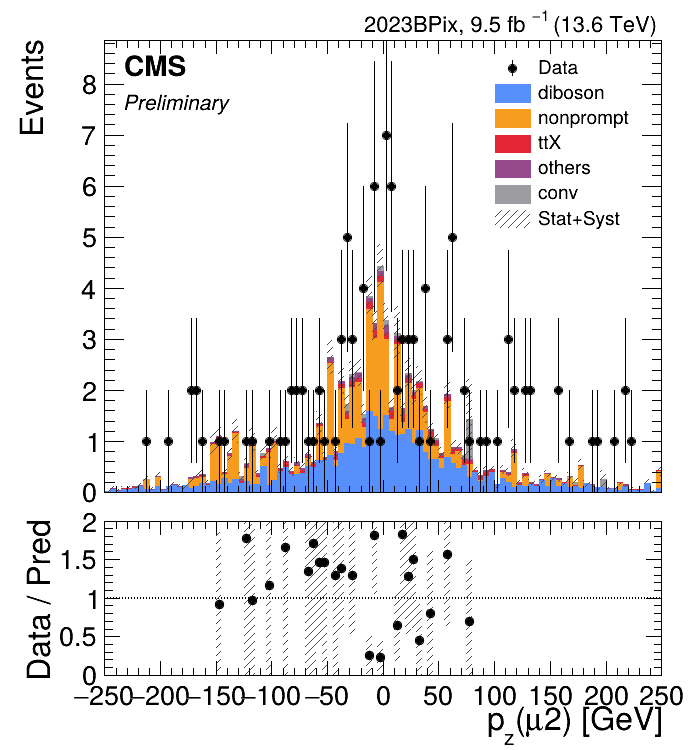 2023BPix, 9.5 fb⁻¹ (13.6 TeV)
Events
CMS
Preliminary
Data
diboson
nonprompt
ttX
others
conv
Stat+Syst
8
7
6
5
4
3
2
1
0
Data / Pred
2
1.5
1
0.5
0
−250 −200 −150 −100 −50 0 50 100 150 200 250
p_z(μ2) [GeV]